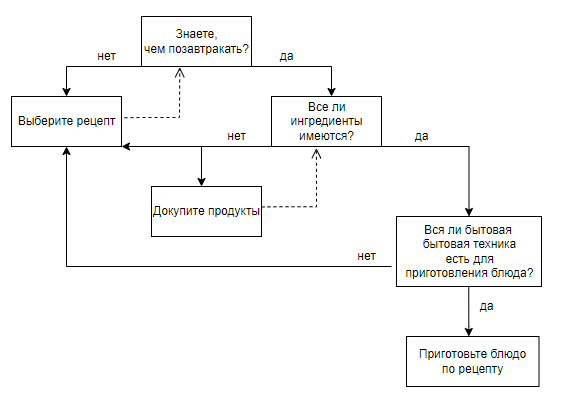 Знаете,
чем позавтракать?
нет
да
Выберите рецепт
Все ли
ингредиенты
имеются?
нет
да
Докупите продукты
Вся ли бытовая
бытовая техника
есть для
приготовления блюда?
нет
да
Приготовьте блюдо
по рецепту